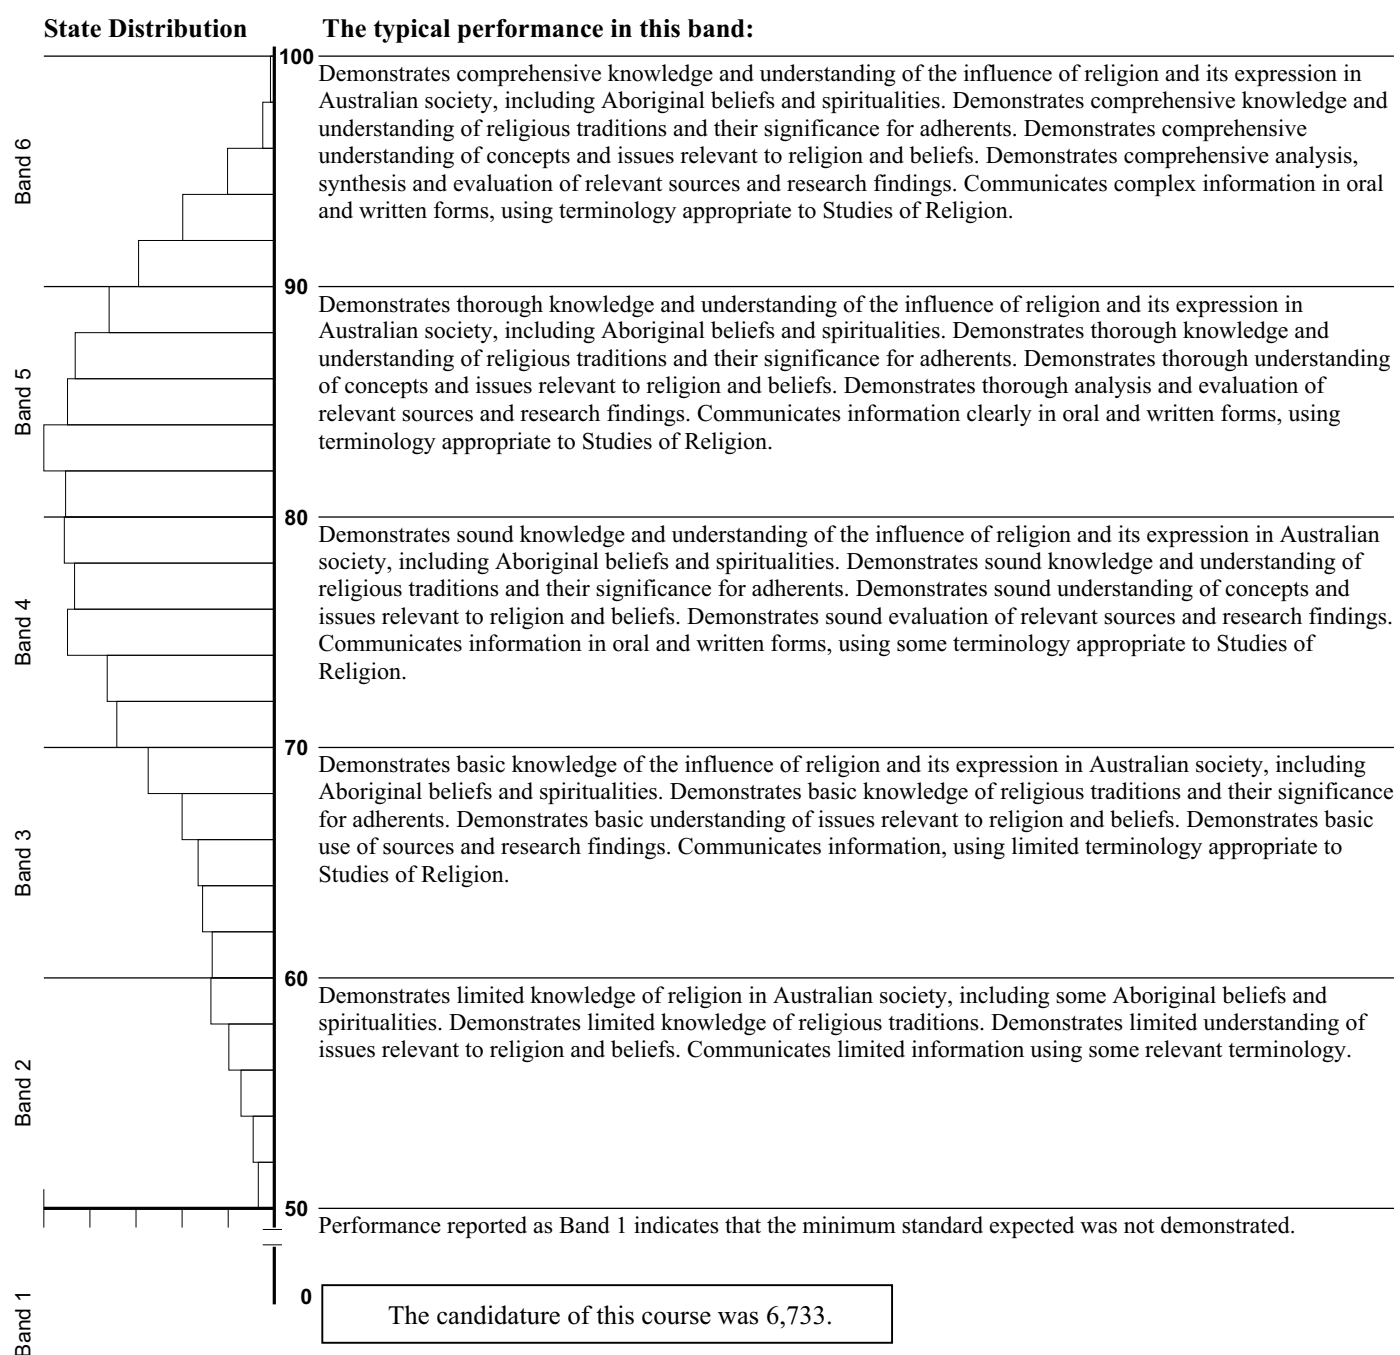 State Distribution
The typical performance in this band:
100
Demonstrates comprehensive knowledge and understanding of the influence of religion and its expression in
Australian society, including Aboriginal beliefs and spiritualities. Demonstrates comprehensive knowledge and
understanding of religious traditions and their significance for adherents. Demonstrates comprehensive
understanding of concepts and issues relevant to religion and beliefs. Demonstrates comprehensive analysis,
synthesis and evaluation of relevant sources and research findings. Communicates complex information in oral
and written forms, using terminology appropriate to Studies of Religion.
Band 6
90
Demonstrates thorough knowledge and understanding of the influence of religion and its expression in
Australian society, including Aboriginal beliefs and spiritualities. Demonstrates thorough knowledge and
understanding of religious traditions and their significance for adherents. Demonstrates thorough understanding
of concepts and issues relevant to religion and beliefs. Demonstrates thorough analysis and evaluation of
relevant sources and research findings. Communicates information clearly in oral and written forms, using
terminology appropriate to Studies of Religion.
Band 5
80
Demonstrates sound knowledge and understanding of the influence of religion and its expression in Australian
society, including Aboriginal beliefs and spiritualities. Demonstrates sound knowledge and understanding of
religious traditions and their significance for adherents. Demonstrates sound understanding of concepts and
issues relevant to religion and beliefs. Demonstrates sound evaluation of relevant sources and research findings.
Communicates information in oral and written forms, using some terminology appropriate to Studies of
Religion.
Band 4
70
Demonstrates basic knowledge of the influence of religion and its expression in Australian society, including
Aboriginal beliefs and spiritualities. Demonstrates basic knowledge of religious traditions and their significance
for adherents. Demonstrates basic understanding of issues relevant to religion and beliefs. Demonstrates basic
use of sources and research findings. Communicates information, using limited terminology appropriate to
Studies of Religion.
Band 3
60
Demonstrates limited knowledge of religion in Australian society, including some Aboriginal beliefs and
spiritualities. Demonstrates limited knowledge of religious traditions. Demonstrates limited understanding of
issues relevant to religion and beliefs. Communicates limited information using some relevant terminology.
Band 2
50
Performance reported as Band 1 indicates that the minimum standard expected was not demonstrated.
0
Band 1
The candidature of this course was 6,733.